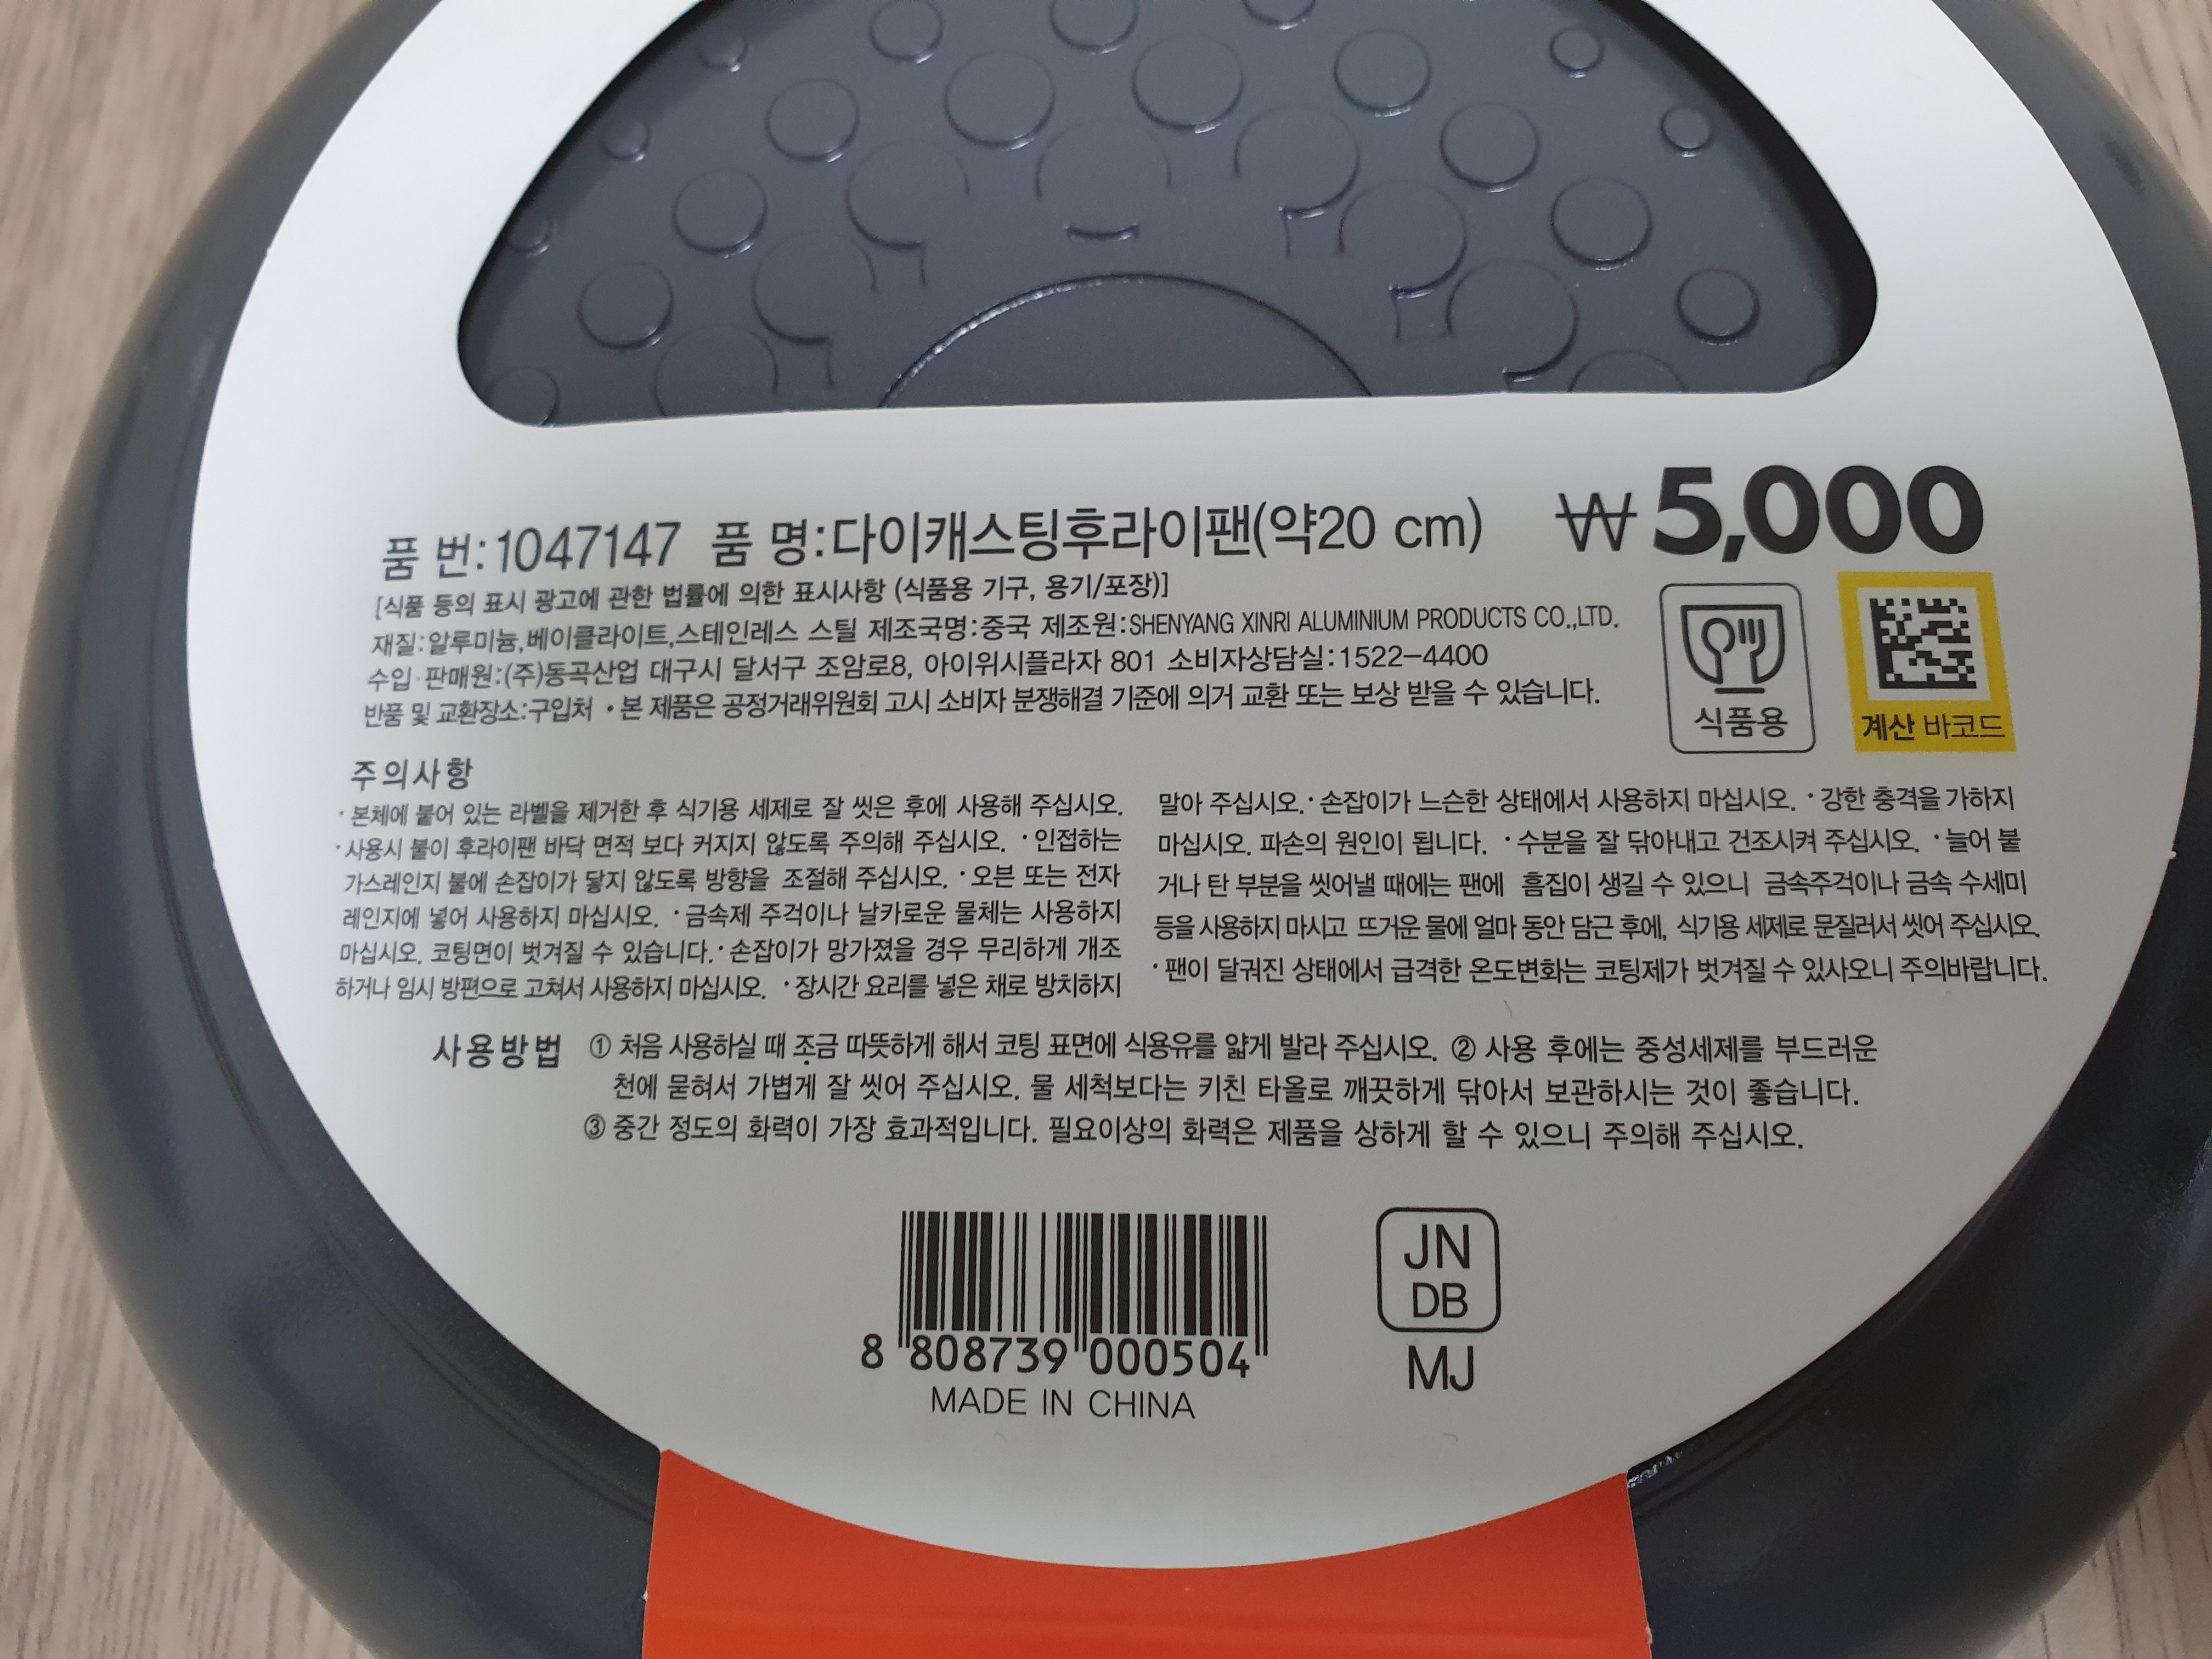 품 번:1047147 품 명:다이캐스팅후라이팬(약20 cm) ₩5,000
[식품 등의 표시 광고에 관한 법률에 의한 표시사항 (식품용 기구, 용기/포장)]
재질:알루미늄,베이클라이트,스테인레스 스틸 제조국명:중국 제조원:SHENYANG XINRI ALUMINIUM PRODUCTS CO.,LTD.
수입·판매원:(주)동곡산업 대구시 달서구 조암로8, 아이위시플라자 801 소비자상담실:1522-4400
반품 및 교환장소:구입처 •본 제품은 공정거래위원회 고시 소비자 분쟁해결 기준에 의거 교환 또는 보상 받을 수 있습니다.
식품용
계산 바코드
주의사항
·본체에 붙어 있는 라벨을 제거한 후 식기용 세제로 잘 씻은 후에 사용해 주십시오.
·사용시 불이 후라이팬 바닥 면적 보다 커지지 않도록 주의해 주십시오. ·인접하는
가스레인지 불에 손잡이가 닿지 않도록 방향을 조절해 주십시오. ·오븐 또는 전자
레인지에 넣어 사용하지 마십시오. ·금속제 주걱이나 날카로운 물체는 사용하지
마십시오. 코팅면이 벗겨질 수 있습니다.·손잡이가 망가졌을 경우 무리하게 개조
하거나 임시 방편으로 고쳐서 사용하지 마십시오. ·장시간 요리를 넣은 채로 방치하지
말아 주십시오.·손잡이가 느슨한 상태에서 사용하지 마십시오. ·강한 충격을 가하지
마십시오. 파손의 원인이 됩니다. ·수분을 잘 닦아내고 건조시켜 주십시오. ·늘어 붙
거나 탄 부분을 씻어낼 때에는 팬에 흠집이 생길 수 있으니 금속주걱이나 금속 수세미
등을 사용하지 마시고 뜨거운 물에 얼마 동안 담근 후에, 식기용 세제로 문질러서 씻어 주십시오.
·팬이 달궈진 상태에서 급격한 온도변화는 코팅제가 벗겨질 수 있사오니 주의바랍니다.
사용방법 ① 처음 사용하실 때 조금 따뜻하게 해서 코팅 표면에 식용유를 얇게 발라 주십시오. ② 사용 후에는 중성세제를 부드러운
천에 묻혀서 가볍게 잘 씻어 주십시오. 물 세척보다는 키친 타올로 깨끗하게 닦아서 보관하시는 것이 좋습니다.
③ 중간 정도의 화력이 가장 효과적입니다. 필요이상의 화력은 제품을 상하게 할 수 있으니 주의해 주십시오.
8 808739 000504
MADE IN CHINA
JN
DB
MJ